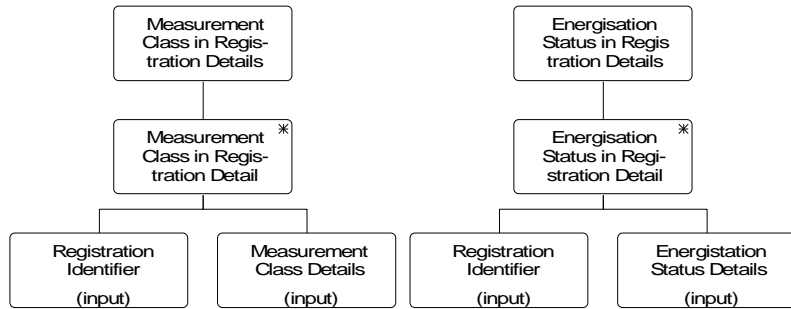 Measurement
Class in Regis-
tration Details
Energisation
Status in Regis
tration Details
Measurement
Class in Regis-
tration Detail
*
Energisation
Status in Regi-
stration Detail
*
Registration
Identifier
(input)
Measurement
Class Details
(input)
Registration
Identifier
(input)
Energistation
Status Details
(input)